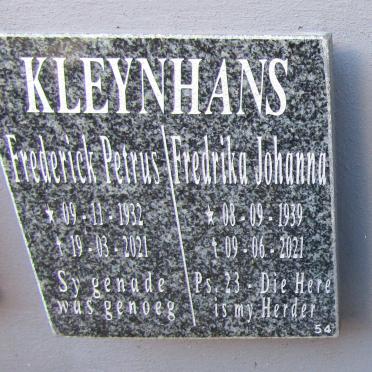 KLEYNHANS
Frederick Petrus
★ 09 - 11 - 1932
† 19 - 03 - 2021
Sy genade
was genoeg
Fredrika Johanna
★ 08 - 09 - 1939
† 09 - 06 - 2021
Ps. 23 - Die Here
is my Herder
54